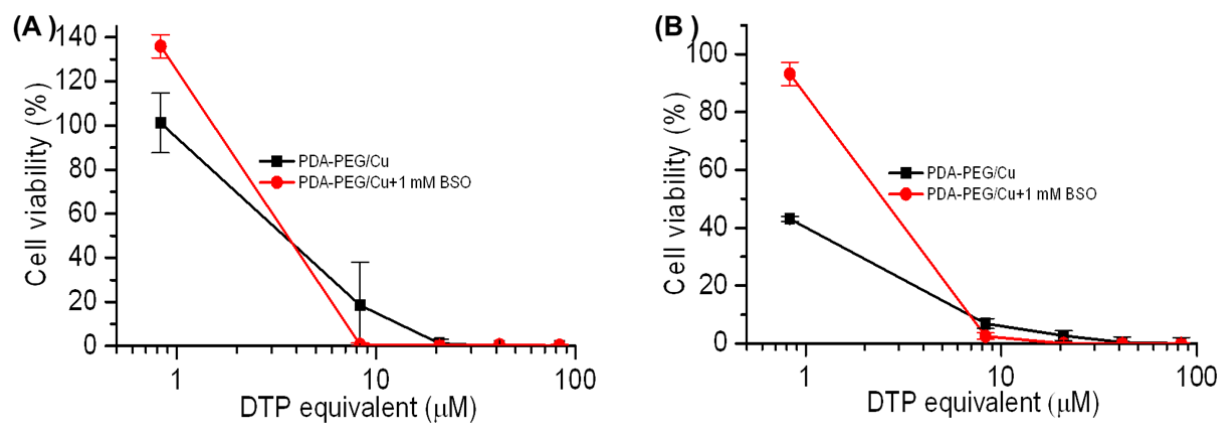 (A)
Cell viability (%)
140
120
100
80
60
40
20
0
PDA-PEG/Cu
PDA-PEG/Cu+1 mM BSO
1
10
100
DTP equivalent (μM)
(B)
Cell viability (%)
100
80
60
40
20
0
PDA-PEG/Cu
PDA-PEG/Cu+1 mM BSO
1
10
100
DTP equivalent (μM)